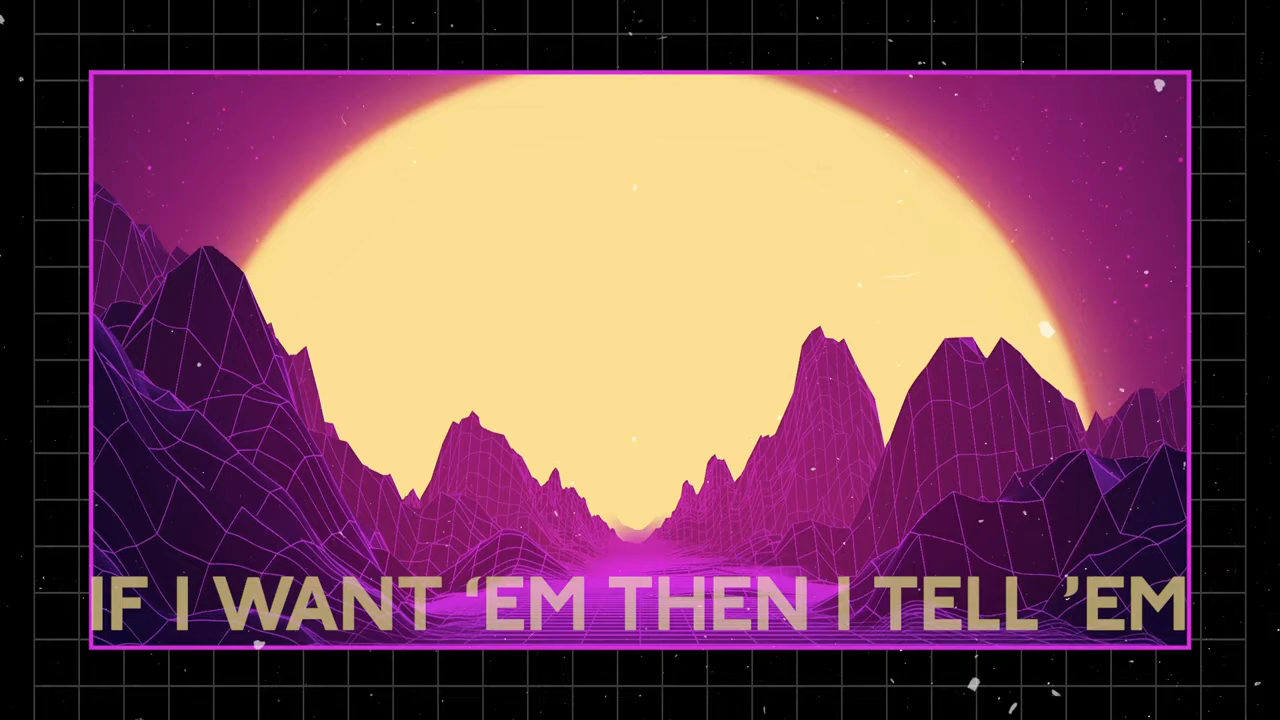 IF I WANT ‘EM THEN I TELL ’EM